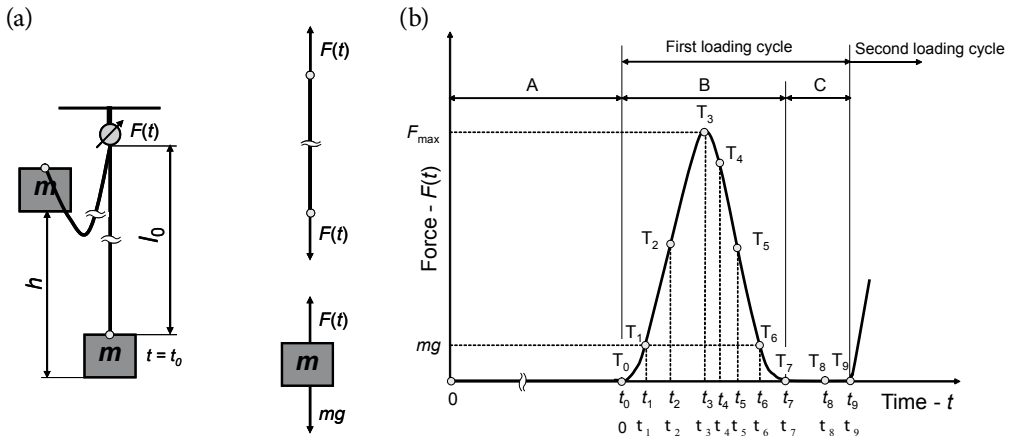 (a)
F(t)
m
h
l₀
m
t = t₀
F(t)
F(t)
F(t)
m
mg
(b)
First loading cycle
Second loading cycle
A
B
C
Force - F(t)
Fmax
mg
T₀
T₁
T₂
T₃
T₄
T₅
T₆
T₇
T₈
T₉
0 t₀ t₁ t₂ t₃ t₄ t₅ t₆ t₇ t₈ t₉ Time - t
0 t₁ t₂ t₃ t₄ t₅ t₆ t₇ t₈ t₉